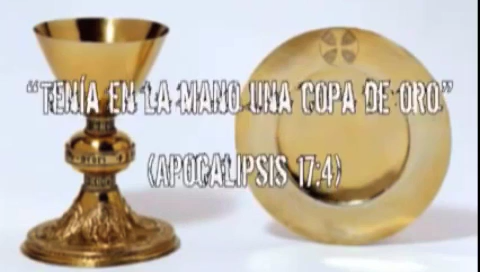 “TENÍA EN LA MANO UNA COPA DE ORO”
(APOCALIPSIS 17:4)